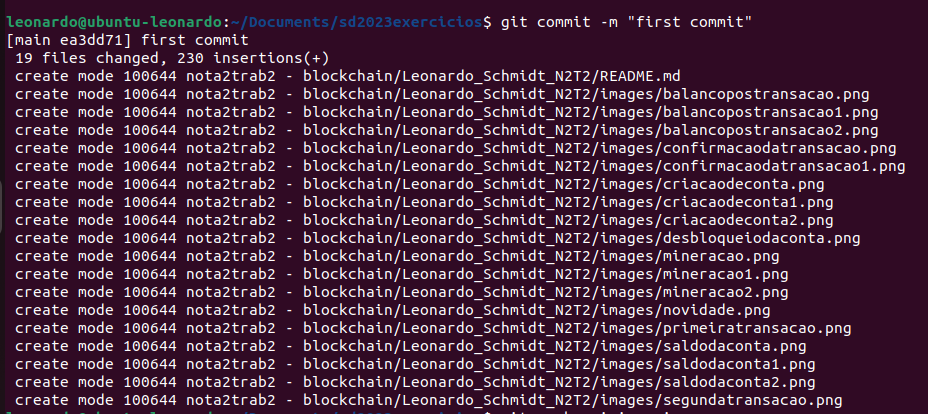 leonardo@ubuntu-leonardo:~/Documents/sd2023exercicios$ git commit -m "first commit"
[main ea3dd71] first commit
 19 files changed, 230 insertions(+)
 create mode 100644 nota2trab2 - blockchain/Leonardo_Schmidt_N2T2/README.md
 create mode 100644 nota2trab2 - blockchain/Leonardo_Schmidt_N2T2/images/balancopostransacao.png
 create mode 100644 nota2trab2 - blockchain/Leonardo_Schmidt_N2T2/images/balancopostransacao1.png
 create mode 100644 nota2trab2 - blockchain/Leonardo_Schmidt_N2T2/images/balancopostransacao2.png
 create mode 100644 nota2trab2 - blockchain/Leonardo_Schmidt_N2T2/images/confirmacaodatransacao.png
 create mode 100644 nota2trab2 - blockchain/Leonardo_Schmidt_N2T2/images/confirmacaodatransacao1.png
 create mode 100644 nota2trab2 - blockchain/Leonardo_Schmidt_N2T2/images/criacaodeconta.png
 create mode 100644 nota2trab2 - blockchain/Leonardo_Schmidt_N2T2/images/criacaodeconta1.png
 create mode 100644 nota2trab2 - blockchain/Leonardo_Schmidt_N2T2/images/criacaodeconta2.png
 create mode 100644 nota2trab2 - blockchain/Leonardo_Schmidt_N2T2/images/desbloqueiodaconta.png
 create mode 100644 nota2trab2 - blockchain/Leonardo_Schmidt_N2T2/images/mineracao.png
 create mode 100644 nota2trab2 - blockchain/Leonardo_Schmidt_N2T2/images/mineracao1.png
 create mode 100644 nota2trab2 - blockchain/Leonardo_Schmidt_N2T2/images/mineracao2.png
 create mode 100644 nota2trab2 - blockchain/Leonardo_Schmidt_N2T2/images/novidade.png
 create mode 100644 nota2trab2 - blockchain/Leonardo_Schmidt_N2T2/images/primeiratransacao.png
 create mode 100644 nota2trab2 - blockchain/Leonardo_Schmidt_N2T2/images/saldodaconta.png
 create mode 100644 nota2trab2 - blockchain/Leonardo_Schmidt_N2T2/images/saldodaconta1.png
 create mode 100644 nota2trab2 - blockchain/Leonardo_Schmidt_N2T2/images/saldodaconta2.png
 create mode 100644 nota2trab2 - blockchain/Leonardo_Schmidt_N2T2/images/segundatransacao.png